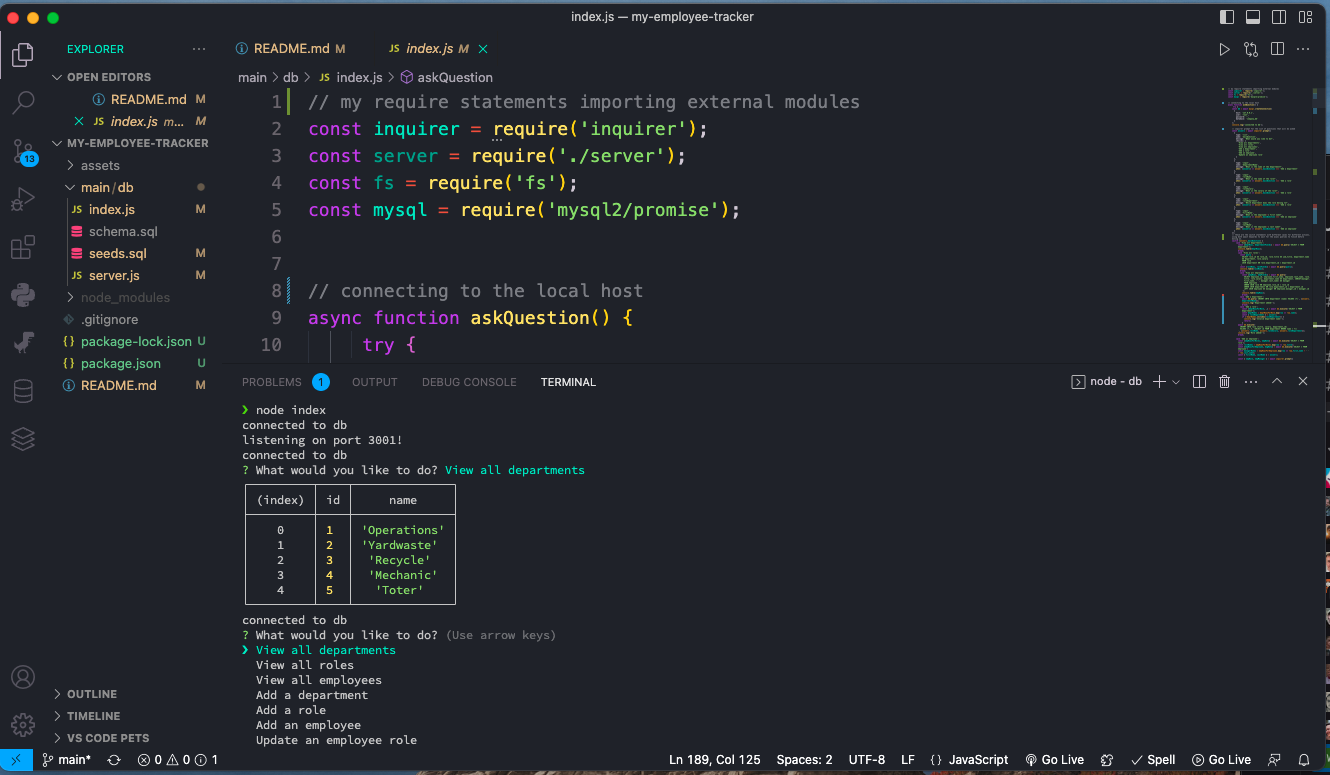 index.js — my-employee-tracker
EXPLORER
README.md M
JS index.js M
OPEN EDITORS
README.md M
JS index.js m... M
MY-EMPLOYEE-TRACKER
assets
main/db
JS index.js M
schema.sql
seeds.sql M
JS server.js M
node_modules
.gitignore
{} package-lock.json U
{} package.json U
README.md M
13
OUTLINE
TIMELINE
VS CODE PETS
main > db > JS index.js > askQuestion
1 // my require statements importing external modules
2 const inquirer = require('inquirer');
3 const server = require('./server');
4 const fs = require('fs');
5 const mysql = require('mysql2/promise');
6
7
8 // connecting to the local host
9 async function askQuestion() {
10 try {
PROBLEMS 1 OUTPUT DEBUG CONSOLE TERMINAL
node - db
❯ node index
connected to db
listening on port 3001!
connected to db
? What would you like to do? View all departments
(index) id name
0 1 'Operations'
1 2 'Yardwaste'
2 3 'Recycle'
3 4 'Mechanic'
4 5 'Toter'
connected to db
? What would you like to do? (Use arrow keys)
❯ View all departments
View all roles
View all employees
Add a department
Add a role
Add an employee
Update an employee role
main* 0 0 1 Ln 189, Col 125 Spaces: 2 UTF-8 LF {} JavaScript Go Live Spell Go Live